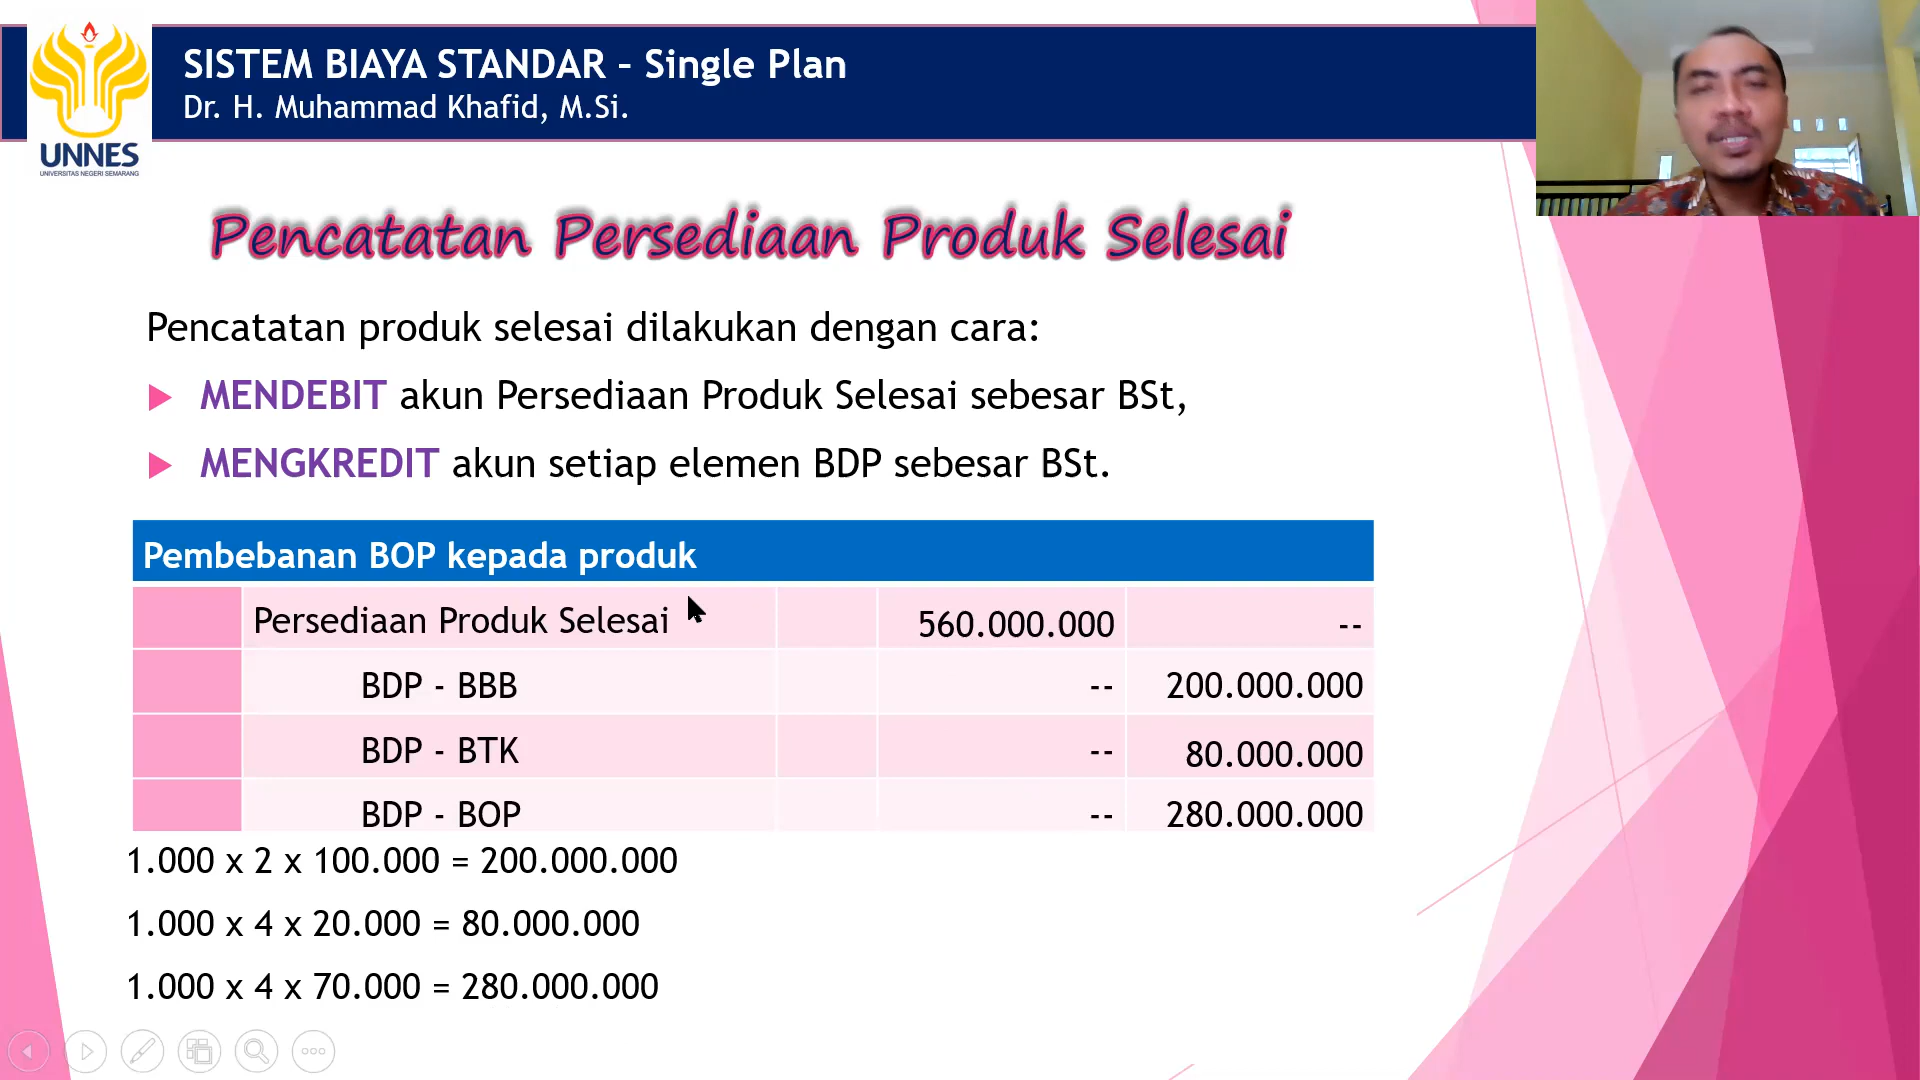 SISTEM BIAYA STANDAR – Single Plan
Dr. H. Muhammad Khafid, M.Si.
UNNES
UNIVERSITAS NEGERI SEMARANG
Pencatatan Persediaan Produk Selesai
Pencatatan produk selesai dilakukan dengan cara:
MENDEBIT akun Persediaan Produk Selesai sebesar BSt,
MENGKREDIT akun setiap elemen BDP sebesar BSt.
Pembebanan BOP kepada produk
Persediaan Produk Selesai 560.000.000 --
BDP - BBB -- 200.000.000
BDP - BTK -- 80.000.000
BDP - BOP -- 280.000.000
1.000 x 2 x 100.000 = 200.000.000
1.000 x 4 x 20.000 = 80.000.000
1.000 x 4 x 70.000 = 280.000.000